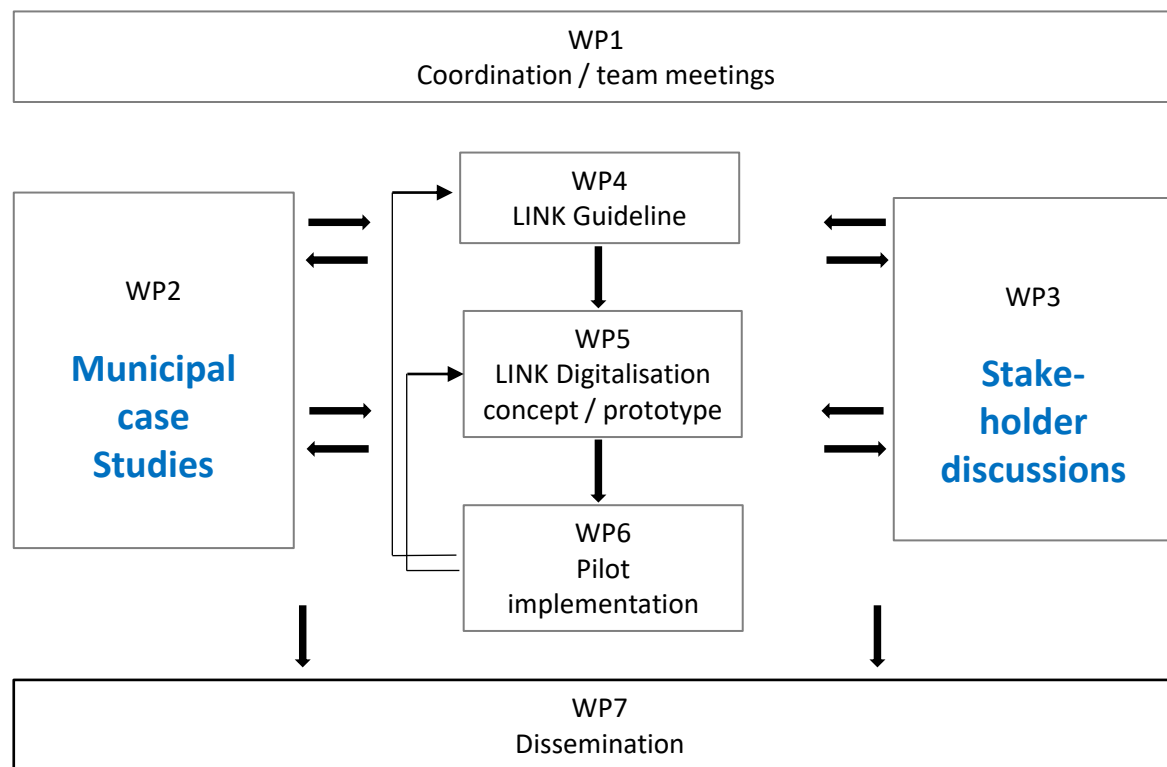 WP1
Coordination / team meetings
WP4
LINK Guideline
WP2
Municipal
case
Studies
WP5
LINK Digitalisation
concept / prototype
WP3
Stake-
holder
discussions
WP6
Pilot
implementation
WP7
Dissemination